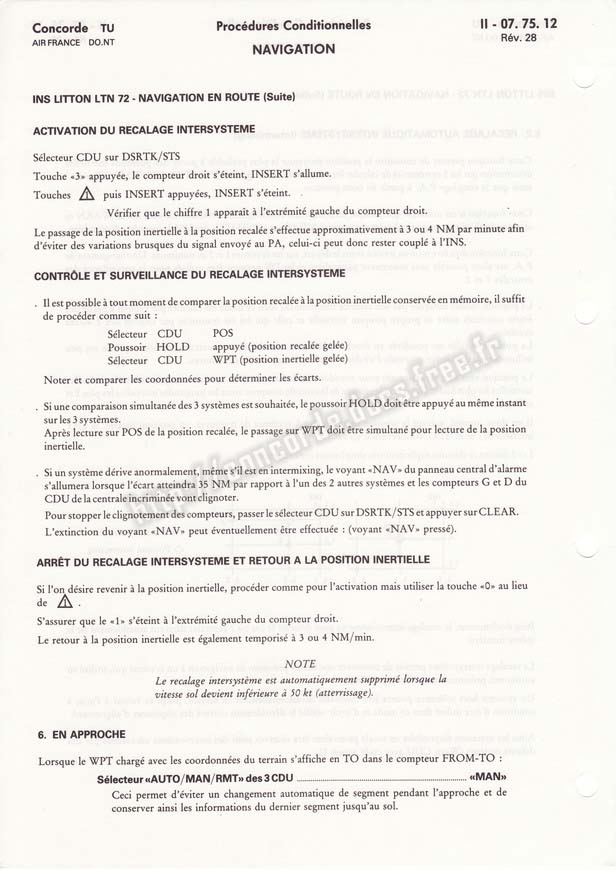 Concorde TU
AIR FRANCE DO.NT
Procédures Conditionnelles
NAVIGATION
II - 07. 75. 12
Rév. 28
INS LITTON LTN 72 - NAVIGATION EN ROUTE (Suite)
ACTIVATION DU RECALAGE INTERSYSTEME
Sélecteur CDU sur DSRTK/STS
Touche «3» appuyée, le compteur droit s'éteint, INSERT s'allume.
Touches ⚠ puis INSERT appuyées, INSERT s'éteint.
Vérifier que le chiffre 1 apparaît à l'extrémité gauche du compteur droit.
Le passage de la position inertielle à la position recalée s'effectue approximativement à 3 ou 4 NM par minute afin
d'éviter des variations brusques du signal envoyé au PA, celui-ci peut donc rester couplé à l'INS.
CONTRÔLE ET SURVEILLANCE DU RECALAGE INTERSYSTEME
. Il est possible à tout moment de comparer la position recalée à la position inertielle conservée en mémoire, il suffit
de procéder comme suit :
Sélecteur CDU POS
Poussoir HOLD appuyé (position recalée gelée)
Sélecteur CDU WPT (position inertielle gelée)
Noter et comparer les coordonnées pour déterminer les écarts.
. Si une comparaison simultanée des 3 systèmes est souhaitée, le poussoir HOLD doit être appuyé au même instant
sur les 3 systèmes.
Après lecture sur POS de la position recalée, le passage sur WPT doit être simultané pour lecture de la position
inertielle.
. Si un système dérive anormalement, même s'il est en intermixing, le voyant «NAV» du panneau central d'alarme
s'allumera lorsque l'écart atteindra 35 NM par rapport à l'un des 2 autres systèmes et les compteurs G et D du
CDU de la centrale incriminée vont clignoter.
Pour stopper le clignotement des compteurs, passer le sélecteur CDU sur DSRTK/STS et appuyer sur CLEAR.
L'extinction du voyant «NAV» peut éventuellement être effectuée : (voyant «NAV» pressé).
ARRÊT DU RECALAGE INTERSYSTEME ET RETOUR A LA POSITION INERTIELLE
Si l'on désire revenir à la position inertielle, procéder comme pour l'activation mais utiliser la touche «0» au lieu
de ⚠ .
S'assurer que le «1» s'éteint à l'extrémité gauche du compteur droit.
Le retour à la position inertielle est également temporisé à 3 ou 4 NM/min.
NOTE
Le recalage intersystème est automatiquement supprimé lorsque la
vitesse sol devient inférieure à 50 kt (atterrissage).
6. EN APPROCHE
Lorsque le WPT chargé avec les coordonnées du terrain s'affiche en TO dans le compteur FROM-TO :
Sélecteur «AUTO/MAN/RMT» des 3 CDU ........................................ «MAN»
Ceci permet d'éviter un changement automatique de segment pendant l'approche et de
conserver ainsi les informations du dernier segment jusqu'au sol.
http://concordescopia.free.fr